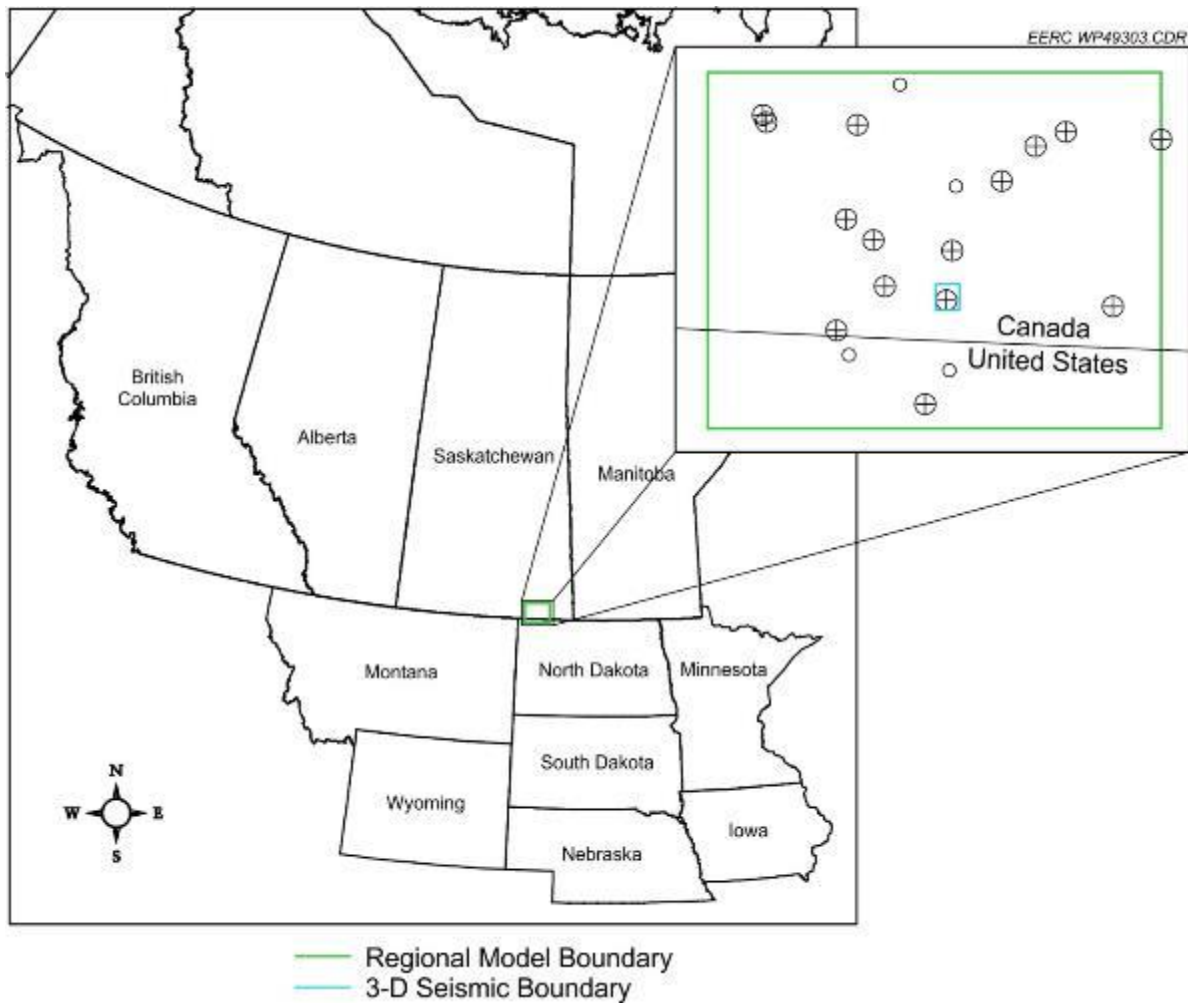 EERC WP49303.CDR
Canada
United States
British
Columbia
Alberta
Saskatchewan
Manitoba
Montana
North Dakota
Minnesota
South Dakota
Wyoming
Iowa
Nebraska
N
W E
S
Regional Model Boundary
3-D Seismic Boundary